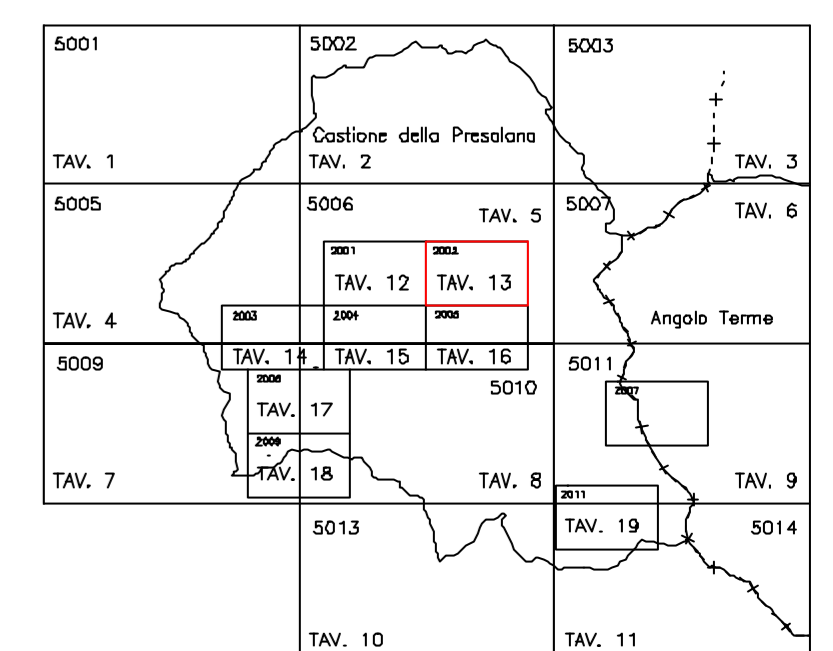 5001
5002
5003
Castione della Presolana
TAV. 1
TAV. 2
TAV. 3
5005
5006
5007
TAV. 5
TAV. 6
2001
2002
TAV. 12
TAV. 13
TAV. 4
2003
2004
2005
Angolo Terme
TAV. 14
TAV. 15
TAV. 16
5009
5010
5011
2007
TAV. 17
2009
TAV. 18
TAV. 7
TAV. 8
TAV. 9
2011
TAV. 19
5013
5014
TAV. 10
TAV. 11